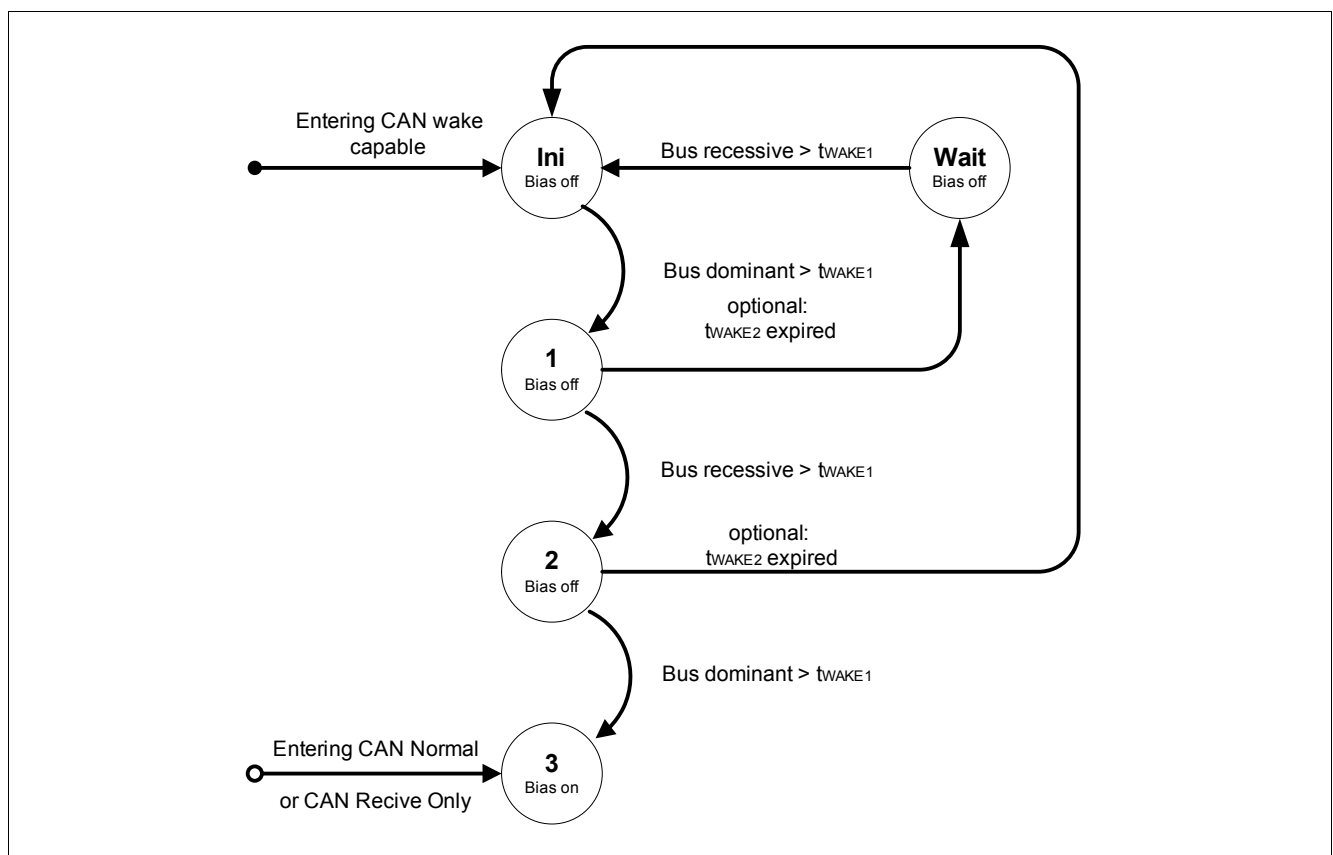 Entering CAN wake
capable
Ini
Bias off
Bus recessive > tWAKE1
Wait
Bias off
Bus dominant > tWAKE1
optional:
tWAKE2 expired
1
Bias off
Bus recessive > tWAKE1
optional:
tWAKE2 expired
2
Bias off
Bus dominant > tWAKE1
Entering CAN Normal
or CAN Recive Only
3
Bias on